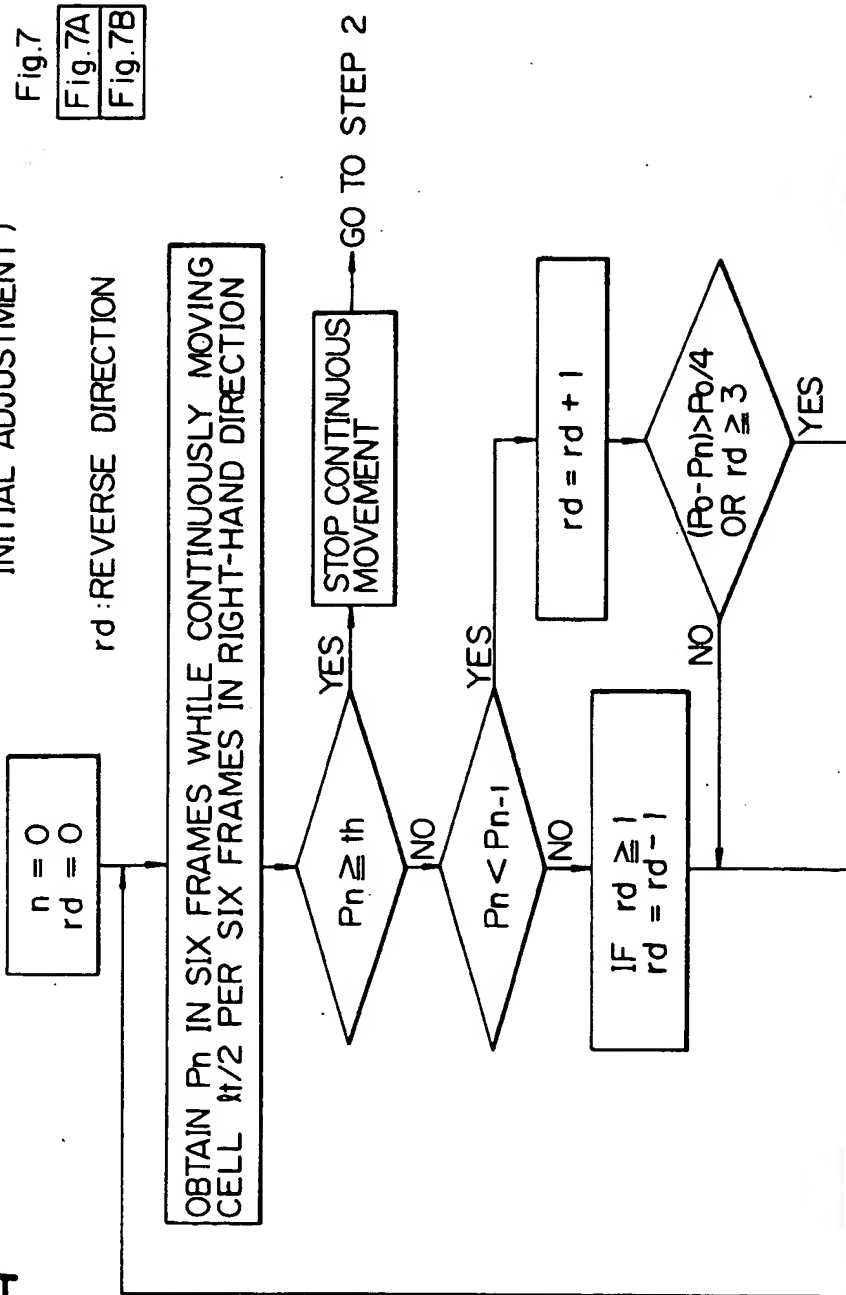 INITIAL ADJUSTMENT)
Fig.7
Fig.7A
Fig.7B
rd:REVERSE DIRECTION
n = 0
rd = 0
OBTAIN Pn IN SIX FRAMES WHILE CONTINUOUSLY MOVING
CELL ℓt/2 PER SIX FRAMES IN RIGHT-HAND DIRECTION
Pn ≧ th
YES
STOP CONTINUOUS
MOVEMENT
GO TO STEP 2
NO
Pn < Pn-1
YES
rd = rd + 1
NO
IF rd ≧ 1
rd = rd - 1
(Po-Pn)>Po/4
OR rd ≧ 3
NO
YES